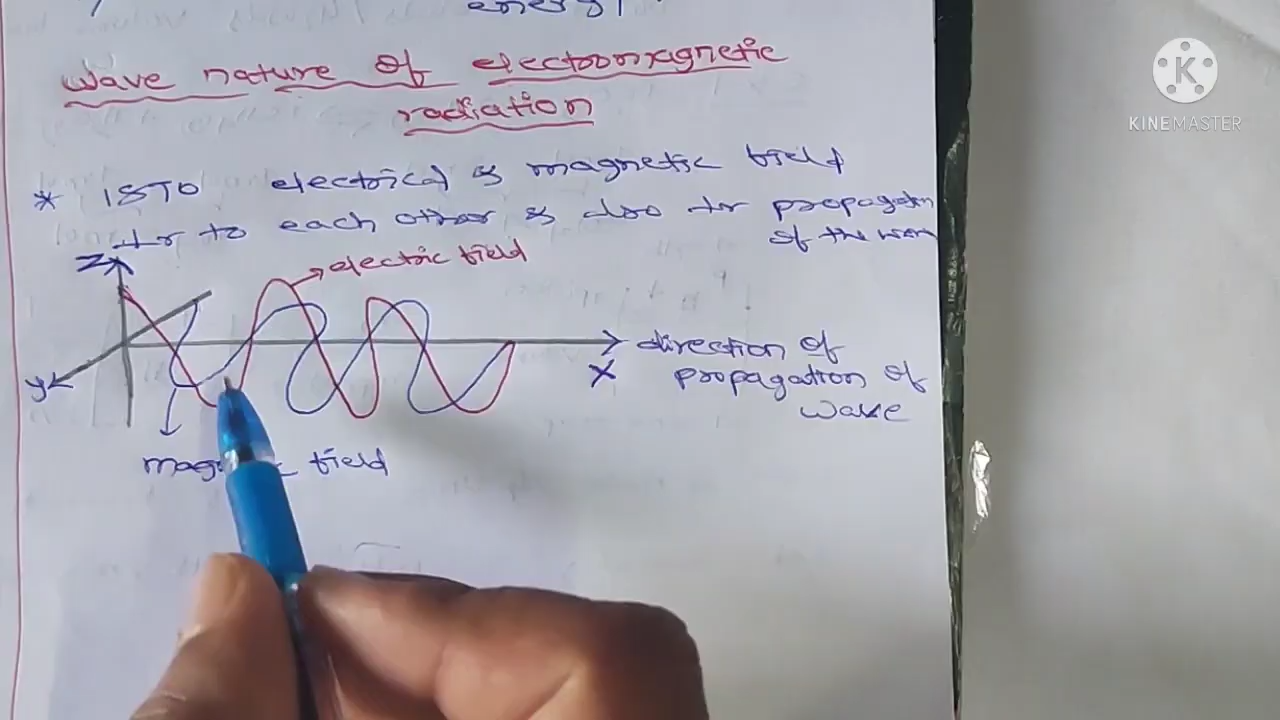 energy.
wave nature of electromagnetic
radiation
* 1870 electrical & magnetic field
⊥r to each other & also ⊥r propagation
of the wave
Z
electric field
direction of
X propagation of
wave
y
field
K
KINEMASTER